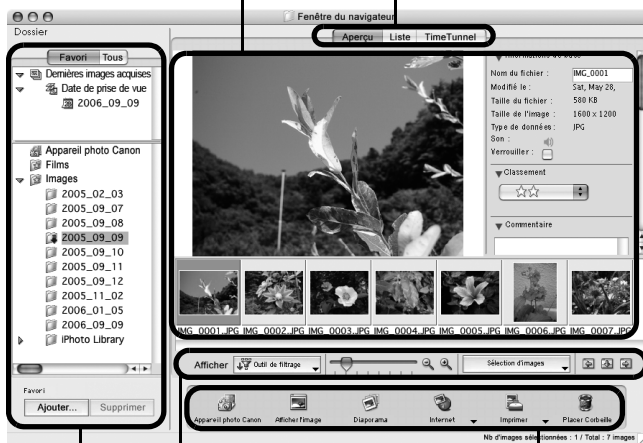 Fenêtre du navigateur
Dossier
Favori Tous
Dernières images acquises
Date de prise de vue
2006_09_09
Appareil photo Canon
Films
Images
2005_02_03
2005_09_07
2005_09_08
2005_09_09
2005_09_10
2005_09_11
2005_09_12
2005_11_02
2006_01_05
2006_09_09
iPhoto Library
Favori
Ajouter... Supprimer
Aperçu Liste TimeTunnel
Informations de base
Nom du fichier : IMG_0001
Modifié le : Sat, May 28,
Taille du fichier : 580 KB
Taille de l'image : 1600 x 1200
Type de données : JPG
Son :
Verrouiller :
Classement
Commentaire
IMG_0001.JPG IMG_0002.JPG IMG_0003.JPG IMG_0004.JPG IMG_0005.JPG IMG_0006.JPG IMG_0007.JPG
Afficher Outil de filtrage Sélection d'images
Appareil photo Canon Afficher l'image Diaporama Internet Imprimer Placer Corbeille
Nb d'images sélectionnées : 1 / Total : 7 images